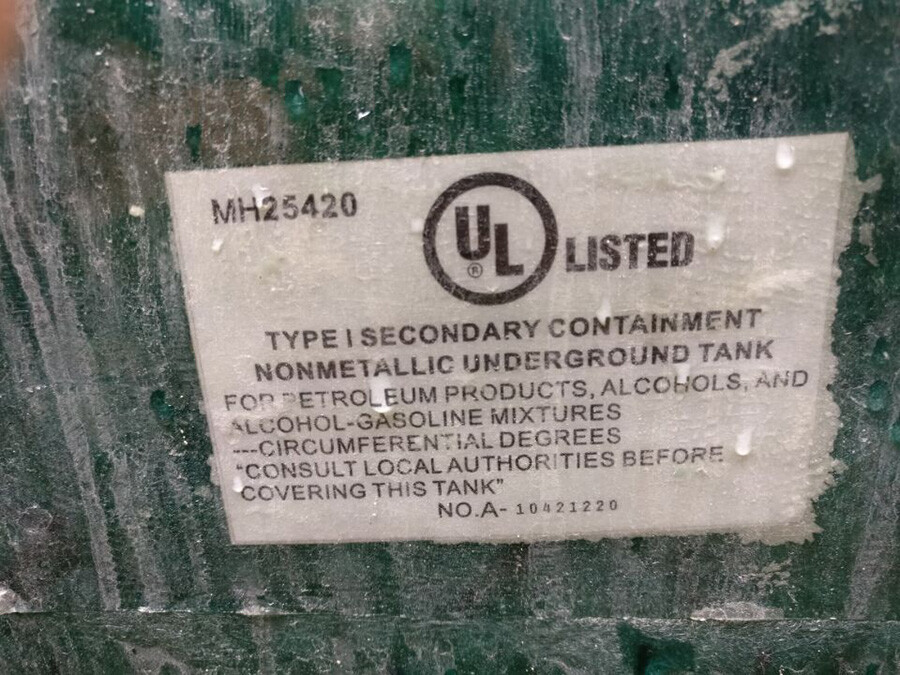 MH25420
UL ® LISTED
TYPE I SECONDARY CONTAINMENT
NONMETALLIC UNDERGROUND TANK
FOR PETROLEUM PRODUCTS, ALCOHOLS, AND
ALCOHOL-GASOLINE MIXTURES
---CIRCUMFERENTIAL DEGREES
"CONSULT LOCAL AUTHORITIES BEFORE
COVERING THIS TANK"
NO.A- 10421220